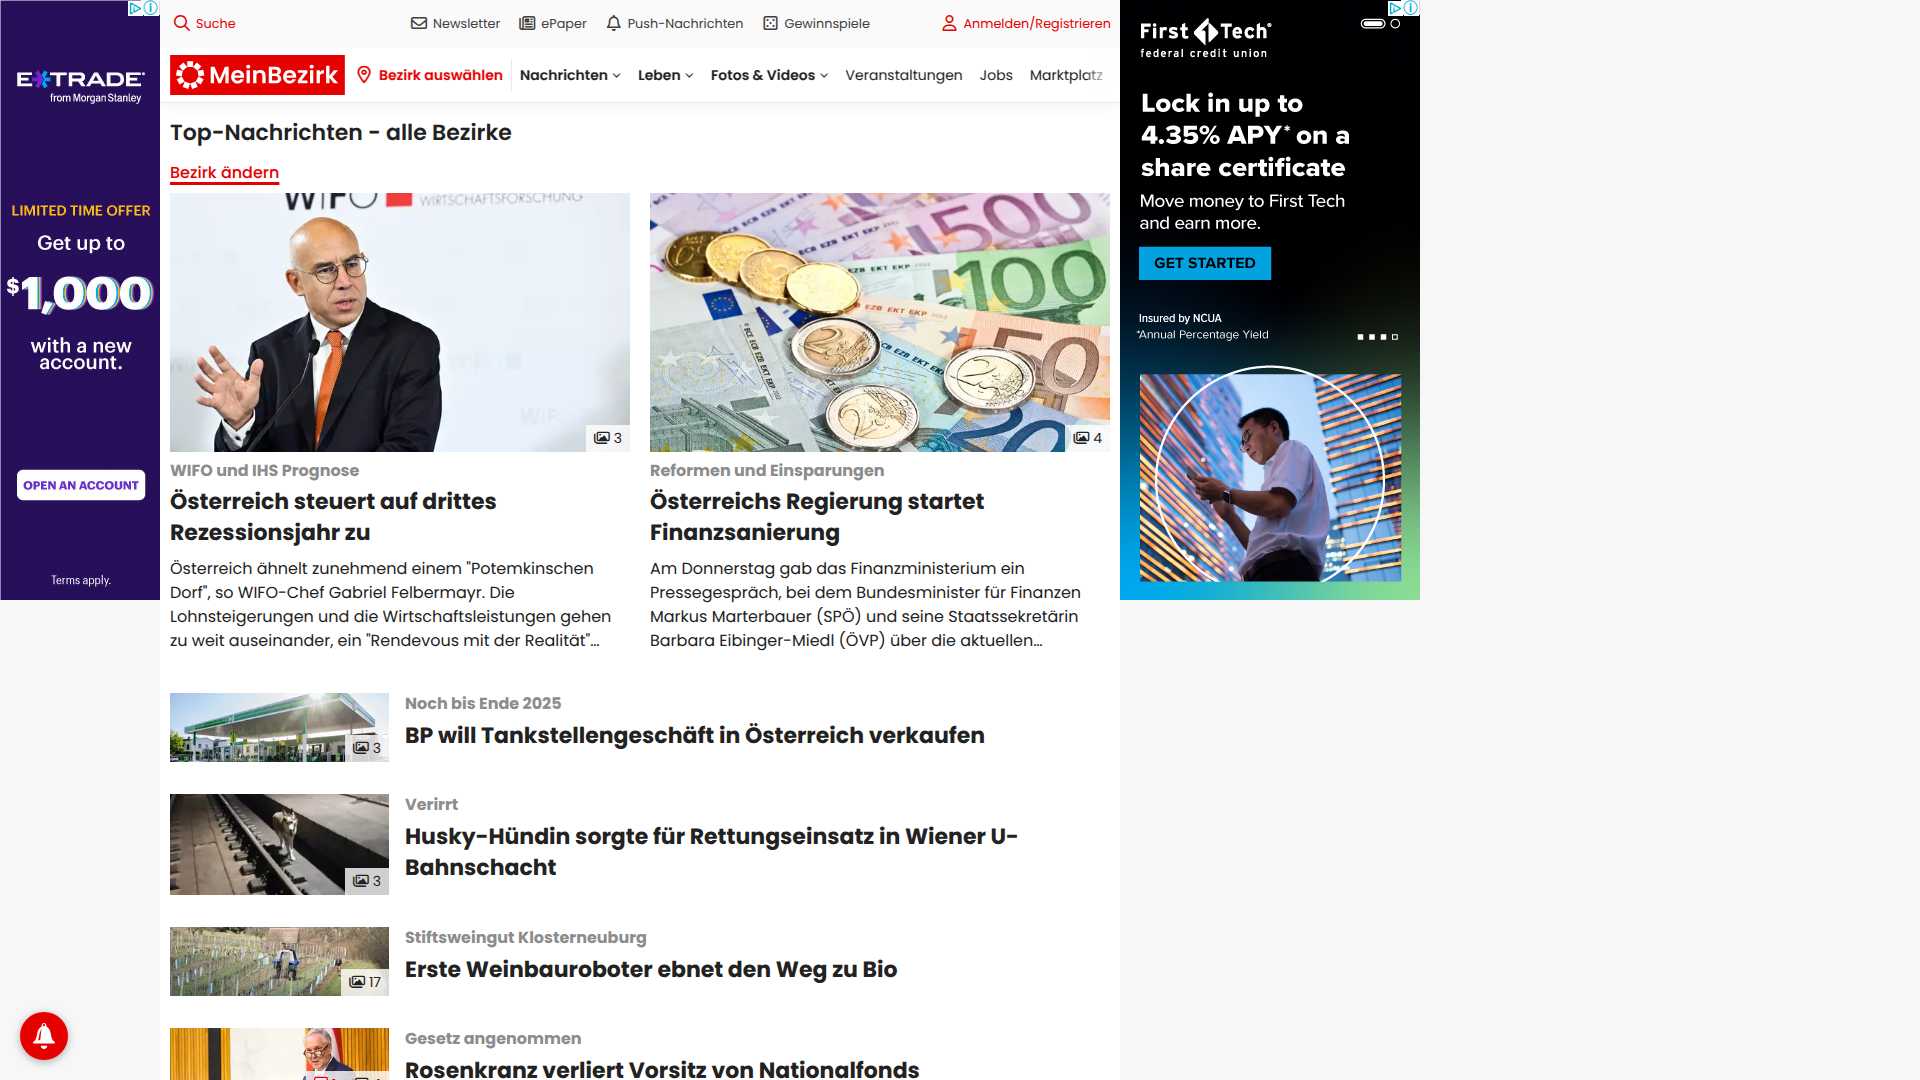 Suche
Newsletter
ePaper
Push-Nachrichten
Gewinnspiele
Anmelden/Registrieren
MeinBezirk
Bezirk auswählen
Nachrichten
Leben
Fotos & Videos
Veranstaltungen
Jobs
Marktplatz
Top-Nachrichten - alle Bezirke
Bezirk ändern
WIFO
WIRTSCHAFTSFORSCHUNG
3
WIFO und IHS Prognose
Österreich steuert auf drittes
Rezessionsjahr zu
Österreich ähnelt zunehmend einem "Potemkinschen
Dorf", so WIFO-Chef Gabriel Felbermayr. Die
Lohnsteigerungen und die Wirtschaftsleistungen gehen
zu weit auseinander, ein "Rendevous mit der Realität"...
500
100
50
20
4
Reformen und Einsparungen
Österreichs Regierung startet
Finanzsanierung
Am Donnerstag gab das Finanzministerium ein
Pressegespräch, bei dem Bundesminister für Finanzen
Markus Marterbauer (SPÖ) und seine Staatssekretärin
Barbara Eibinger-Miedl (ÖVP) über die aktuellen...
3
Noch bis Ende 2025
BP will Tankstellengeschäft in Österreich verkaufen
3
Verirrt
Husky-Hündin sorgte für Rettungseinsatz in Wiener U-
Bahnschacht
17
Stiftsweingut Klosterneuburg
Erste Weinbauroboter ebnet den Weg zu Bio
Gesetz angenommen
Rosenkranz verliert Vorsitz von Nationalfonds
E*TRADE
from Morgan Stanley
LIMITED TIME OFFER
Get up to
$1,000
with a new
account.
OPEN AN ACCOUNT
Terms apply.
First Tech
federal credit union
Lock in up to
4.35% APY* on a
share certificate
Move money to First Tech
and earn more.
GET STARTED
Insured by NCUA
*Annual Percentage Yield